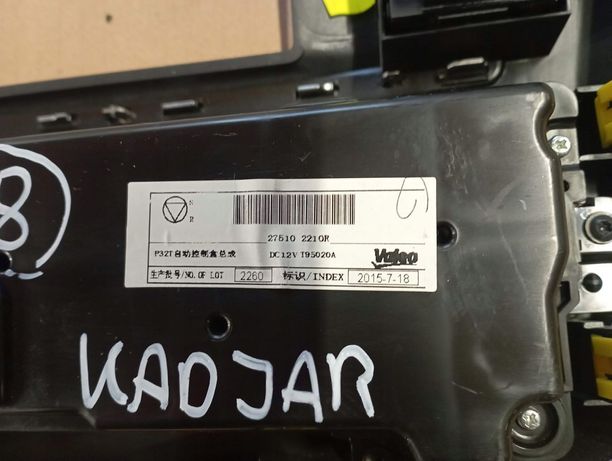 8
S
R
27510 2210R
P32T自动控制盒总成 DC12V T95020A Valeo
生产批号/NO.OF LOT 2260 标识/INDEX 2015-7-18
KADJAR